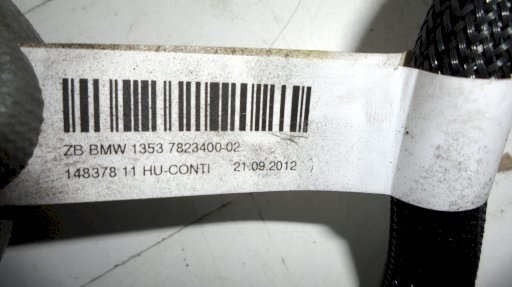 ZB BMW 1353 7823400-02
148378 11 HU-CONTI 21.09.2012